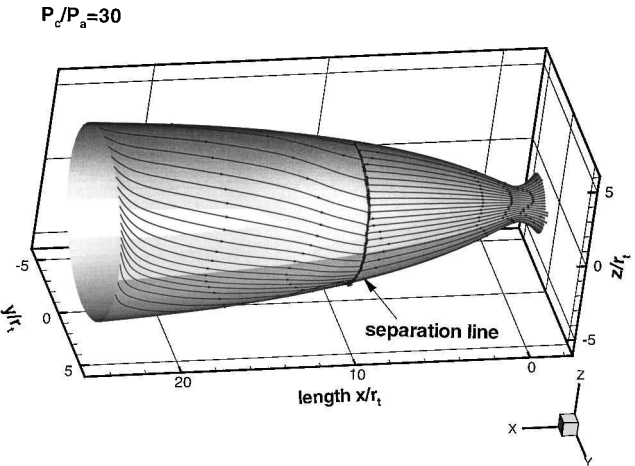 Pc/Pa=30
5
0
-5
z/rt
-5
0
5
y/rt
separation line
20
10
0
length x/rt
Z
X
Y